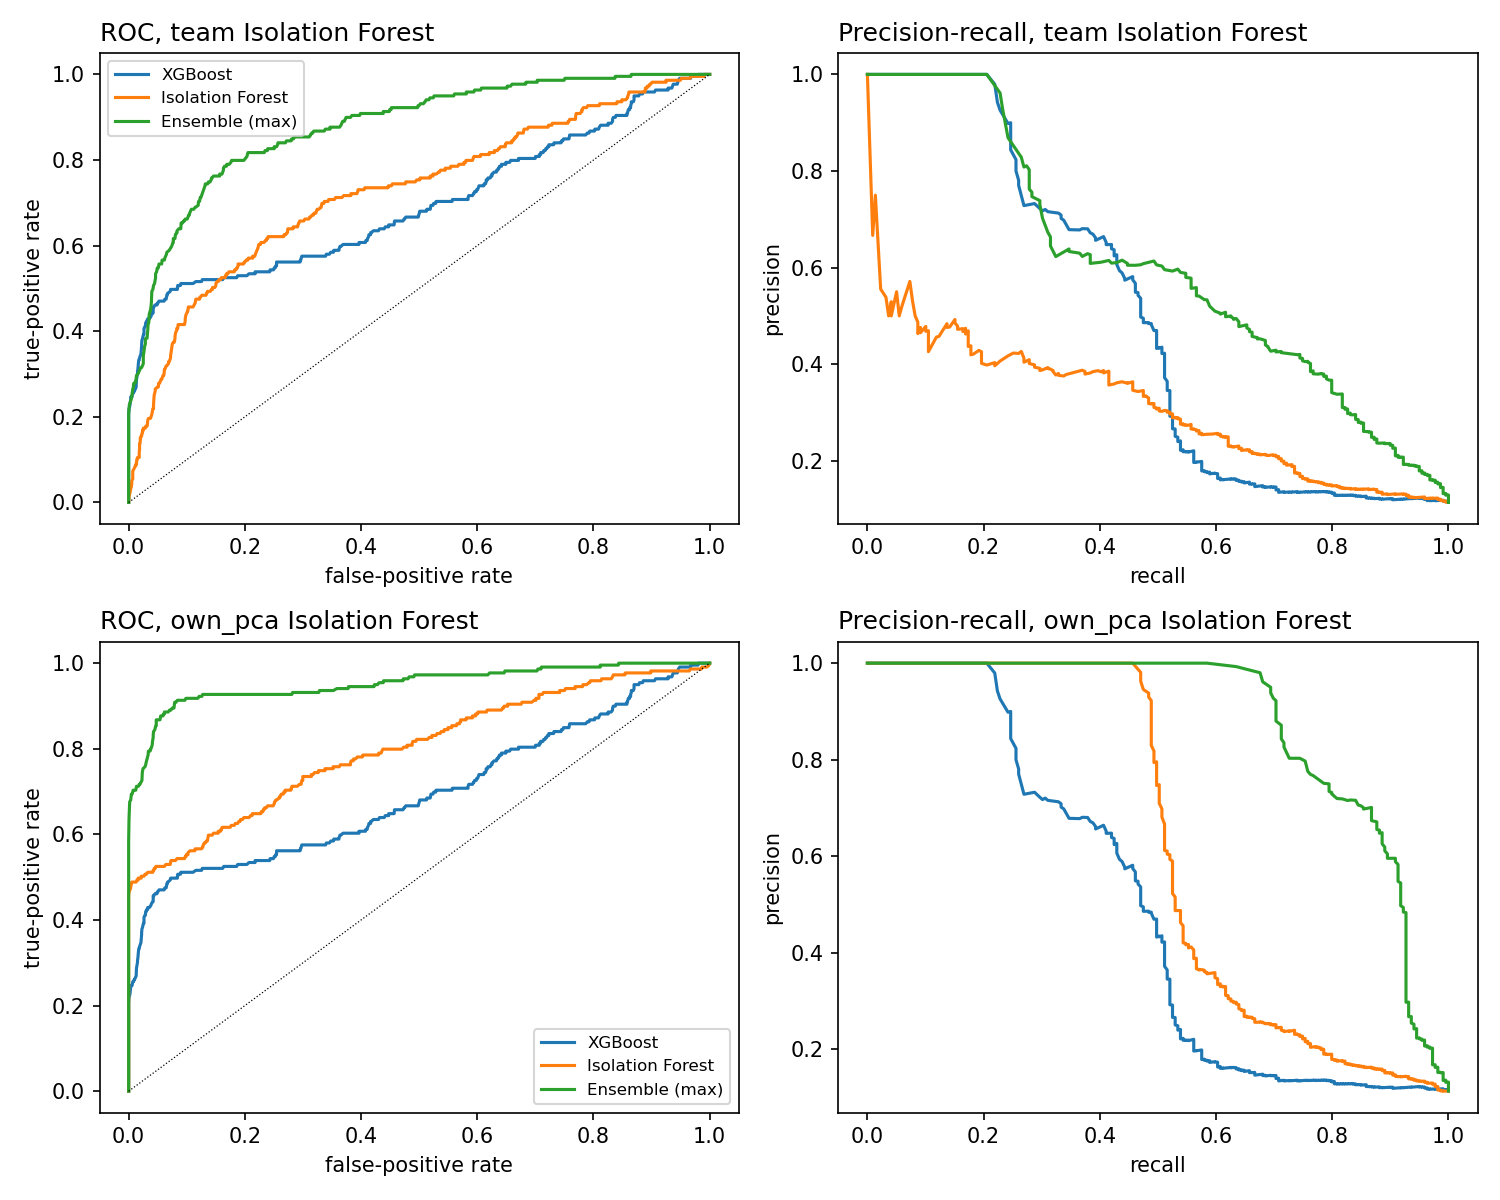 ROC, team Isolation Forest
1.0
0.8
0.6
0.4
0.2
0.0
true-positive rate
XGBoost
Isolation Forest
Ensemble (max)
0.0 0.2 0.4 0.6 0.8 1.0
false-positive rate
Precision-recall, team Isolation Forest
1.0
0.8
0.6
0.4
0.2
precision
0.0 0.2 0.4 0.6 0.8 1.0
recall
ROC, own_pca Isolation Forest
1.0
0.8
0.6
0.4
0.2
0.0
true-positive rate
XGBoost
Isolation Forest
Ensemble (max)
0.0 0.2 0.4 0.6 0.8 1.0
false-positive rate
Precision-recall, own_pca Isolation Forest
1.0
0.8
0.6
0.4
0.2
precision
0.0 0.2 0.4 0.6 0.8 1.0
recall